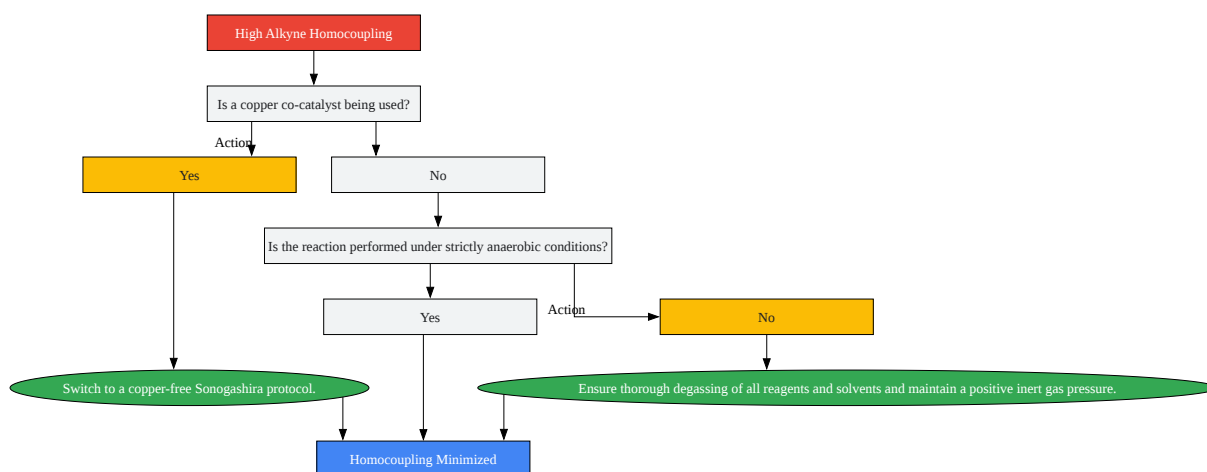 High Alkyne Homocoupling
Is a copper co-catalyst being used?
Action
Yes
No
Is the reaction performed under strictly anaerobic conditions?
Yes
Action
No
Switch to a copper-free Sonogashira protocol.
Ensure thorough degassing of all reagents and solvents and maintain a positive inert gas pressure.
Homocoupling Minimized